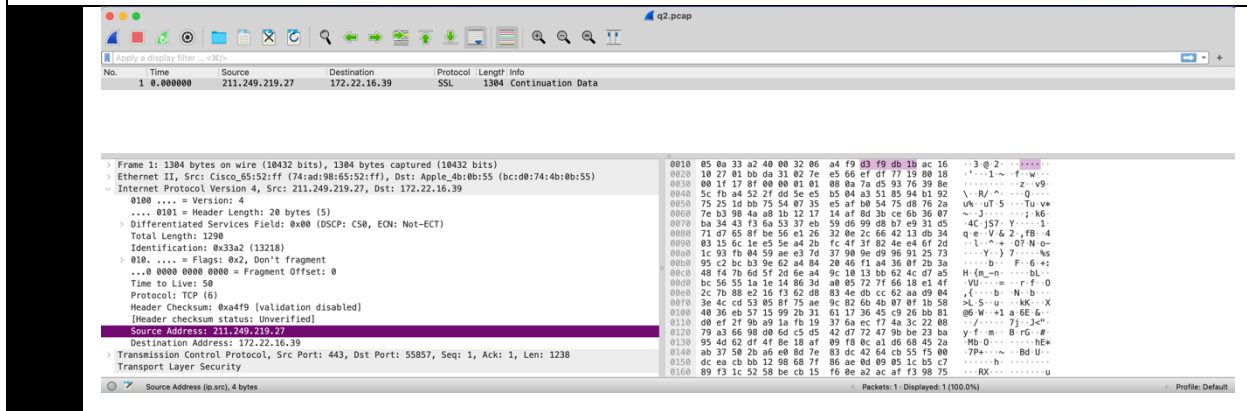 q2.pcap
Apply a display filter ... <⌘/>
No. Time Source Destination Protocol Length Info
1 0.000000 211.249.219.27 172.22.16.39 SSL 1304 Continuation Data
Frame 1: 1304 bytes on wire (10432 bits), 1304 bytes captured (10432 bits)
Ethernet II, Src: Cisco_65:52:ff (74:ad:98:65:52:ff), Dst: Apple_4b:0b:55 (bc:d0:74:4b:0b:55)
Internet Protocol Version 4, Src: 211.249.219.27, Dst: 172.22.16.39
0100 .... = Version: 4
.... 0101 = Header Length: 20 bytes (5)
Differentiated Services Field: 0x00 (DSCP: CS0, ECN: Not-ECT)
Total Length: 1290
Identification: 0x33a2 (13218)
010. .... = Flags: 0x2, Don't fragment
...0 0000 0000 0000 = Fragment Offset: 0
Time to Live: 50
Protocol: TCP (6)
Header Checksum: 0xa4f9 [validation disabled]
[Header checksum status: Unverified]
Source Address: 211.249.219.27
Destination Address: 172.22.16.39
Transmission Control Protocol, Src Port: 443, Dst Port: 55857, Seq: 1, Ack: 1, Len: 1238
Transport Layer Security
0010 05 0a 33 a2 40 00 32 06 a4 f9 d3 f9 db 1b ac 16
0020 10 27 01 bb da 31 02 7e e5 66 ef df 77 19 80 18
0030 00 1f 17 8f 00 00 01 01 08 0a 7a d5 93 76 39 8e
0040 5c fb a4 52 2f dd 5e e5 b5 04 a3 51 85 94 b1 92
0050 75 25 1d bb 75 54 07 35 e5 af b0 54 75 d8 76 2a
0060 7e b3 98 4a a8 1b 12 17 14 af 8d 3b ce 6b 36 07
0070 ba 34 43 f6 6a 53 37 eb 59 d6 99 d8 b7 e9 31 d5
0080 71 d7 65 8f be 56 e1 26 32 0e 2c 66 42 13 db 34
0090 03 15 6c 1e e5 5e a4 2b fc 4f 3f 82 4e e4 6f 2d
00a0 1c 93 fb 04 59 ae e3 7d 37 90 9e d9 96 91 25 73
00b0 95 c2 bc b3 9e 62 a4 84 20 46 f1 a4 36 0f 2b 3a
00c0 48 f4 7b 6d 5f 2d 6e a4 9c 10 13 bb 62 4c d7 a5
00d0 bc 56 55 1a 1e 14 86 3d a0 05 72 7f 66 18 e1 4f
00e0 2c 7b 88 e2 16 f3 62 d8 83 4e db cc 62 aa d9 04
00f0 3e 4c cd 53 05 8f 75 ae 9c 82 6b 4b 07 0f 1b 58
0100 40 36 eb 57 15 99 2b 31 61 17 36 45 c9 26 bb 81
0110 d0 ef 2f 9b a9 1a fb 19 37 6a ec f7 4a 3c 22 08
0120 79 a3 66 98 d0 6d c5 d5 42 d7 72 47 9b be 23 ba
0130 95 4d 62 df 4f 8e 18 af 09 f8 0c a1 d6 68 45 2a
0140 ab 37 50 2b a6 e0 8d 7e 83 dc 42 64 cb 55 f5 00
0150 dc ea cb bb 12 98 68 7f 86 ae 0d 09 05 1c b5 c7
0160 89 f3 1c 52 58 be cb 15 f6 0e a2 ac af f3 98 75
Source Address (ip.src), 4 bytes
Packets: 1 · Displayed: 1 (100.0%)
Profile: Default